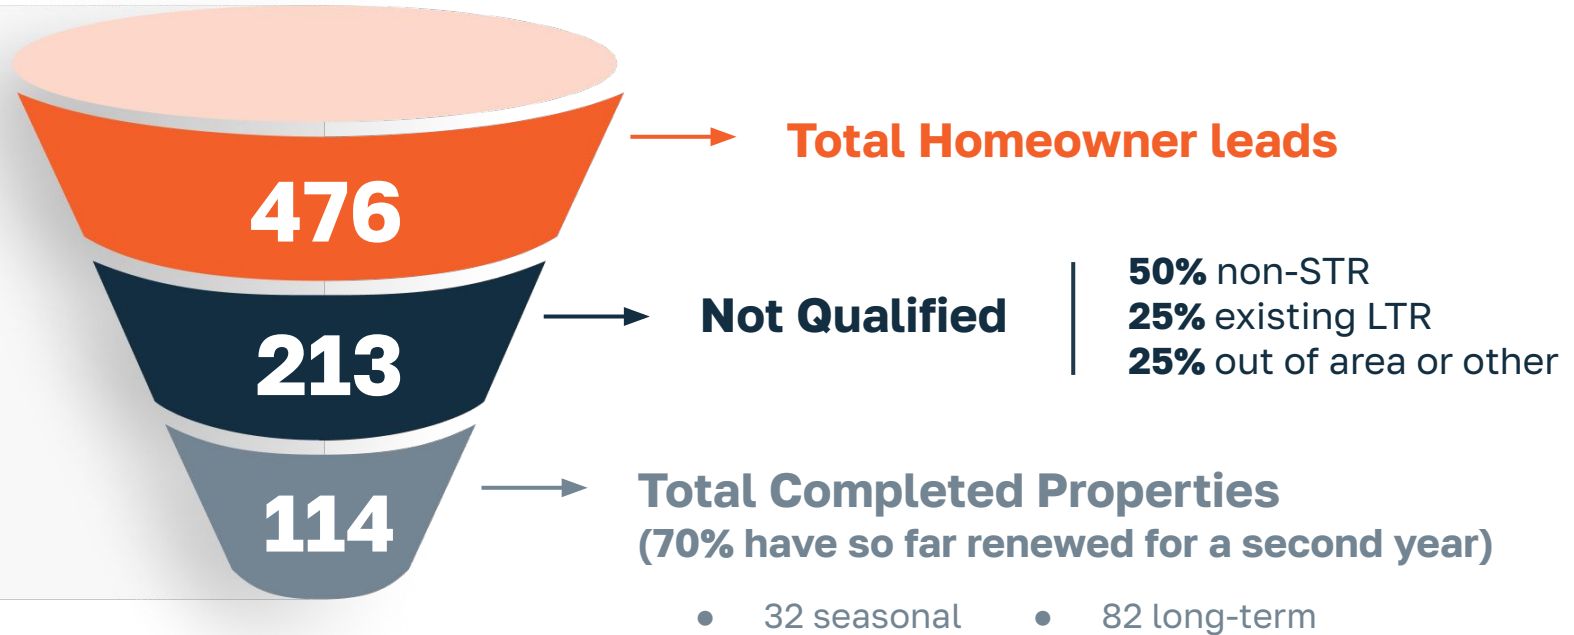 476
Total Homeowner leads
213
Not Qualified
50% non-STR
25% existing LTR
25% out of area or other
114
Total Completed Properties
(70% have so far renewed for a second year)
● 32 seasonal ● 82 long-term